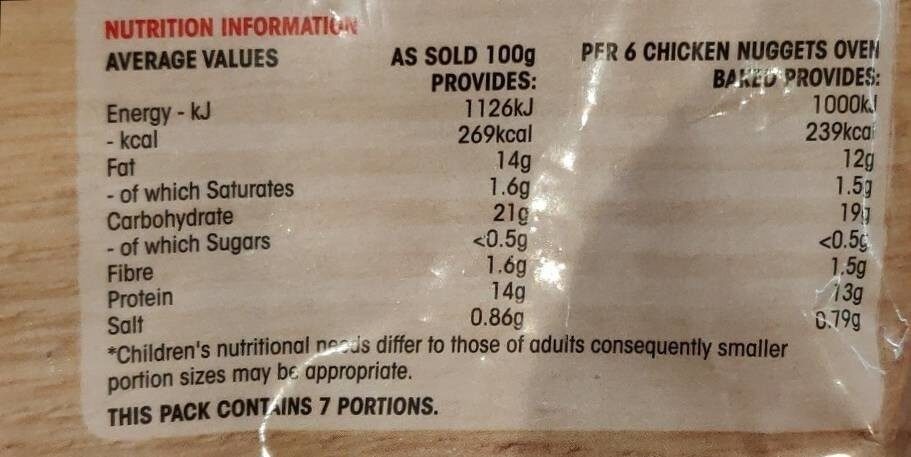 NUTRITION INFORMATION
AVERAGE VALUES AS SOLD 100g PER 6 CHICKEN NUGGETS OVEN
PROVIDES: BAKED PROVIDES:
Energy - kJ 1126kJ 1000kJ
- kcal 269kcal 239kcal
Fat 14g 12g
- of which Saturates 1.6g 1.5g
Carbohydrate 21g 19g
- of which Sugars <0.5g <0.5g
Fibre 1.6g 1.5g
Protein 14g 13g
Salt 0.86g 0.79g
*Children's nutritional needs differ to those of adults consequently smaller
portion sizes may be appropriate.
THIS PACK CONTAINS 7 PORTIONS.